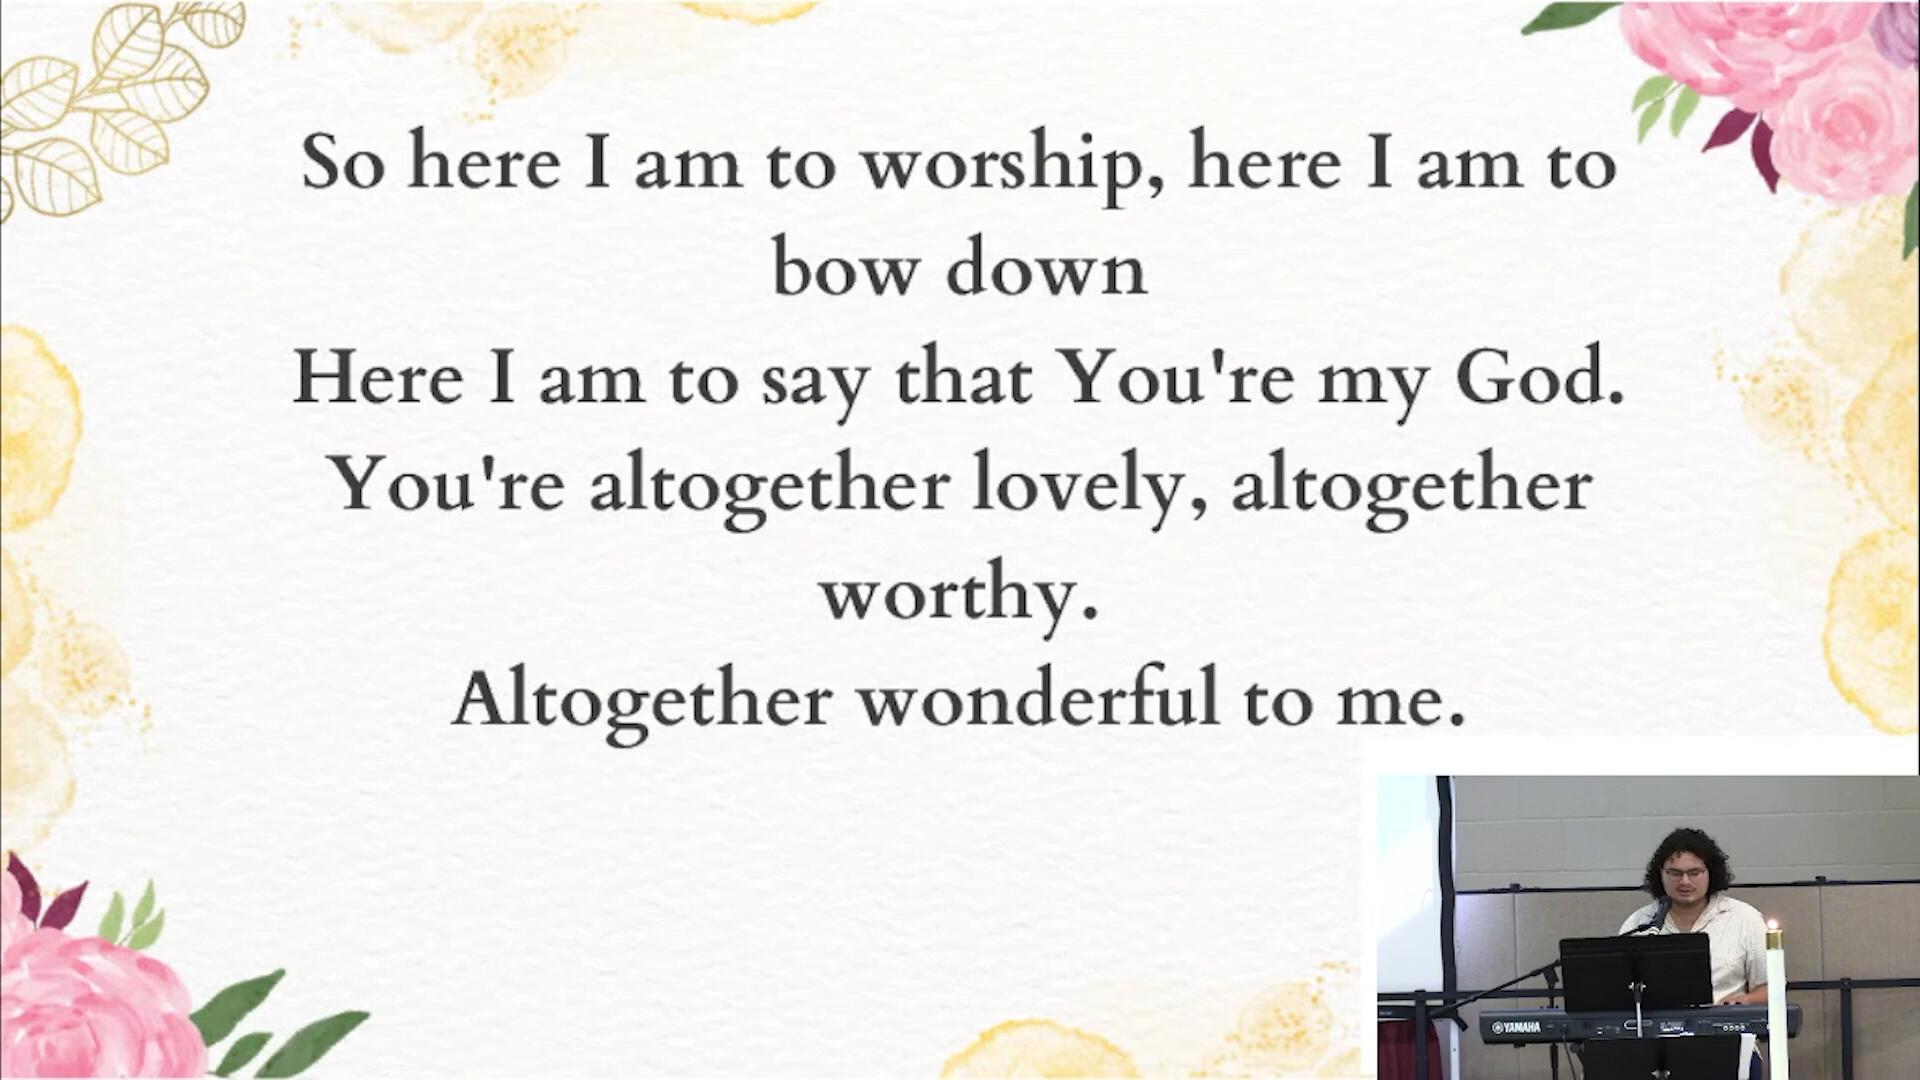 So here I am to worship, here I am to
bow down
Here I am to say that You're my God.
You're altogether lovely, altogether
worthy.
Altogether wonderful to me.
YAMAHA